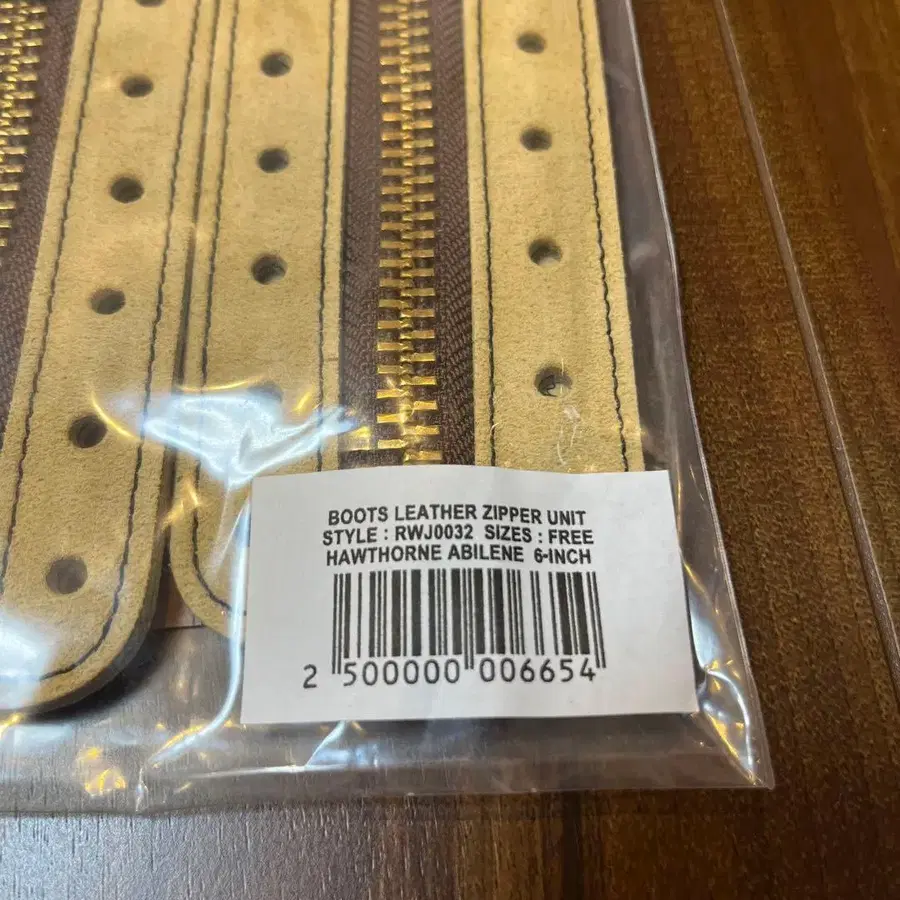 BOOTS LEATHER ZIPPER UNIT
STYLE : RWJ0032 SIZES : FREE
HAWTHORNE ABILENE 6-INCH
2 500000 006654